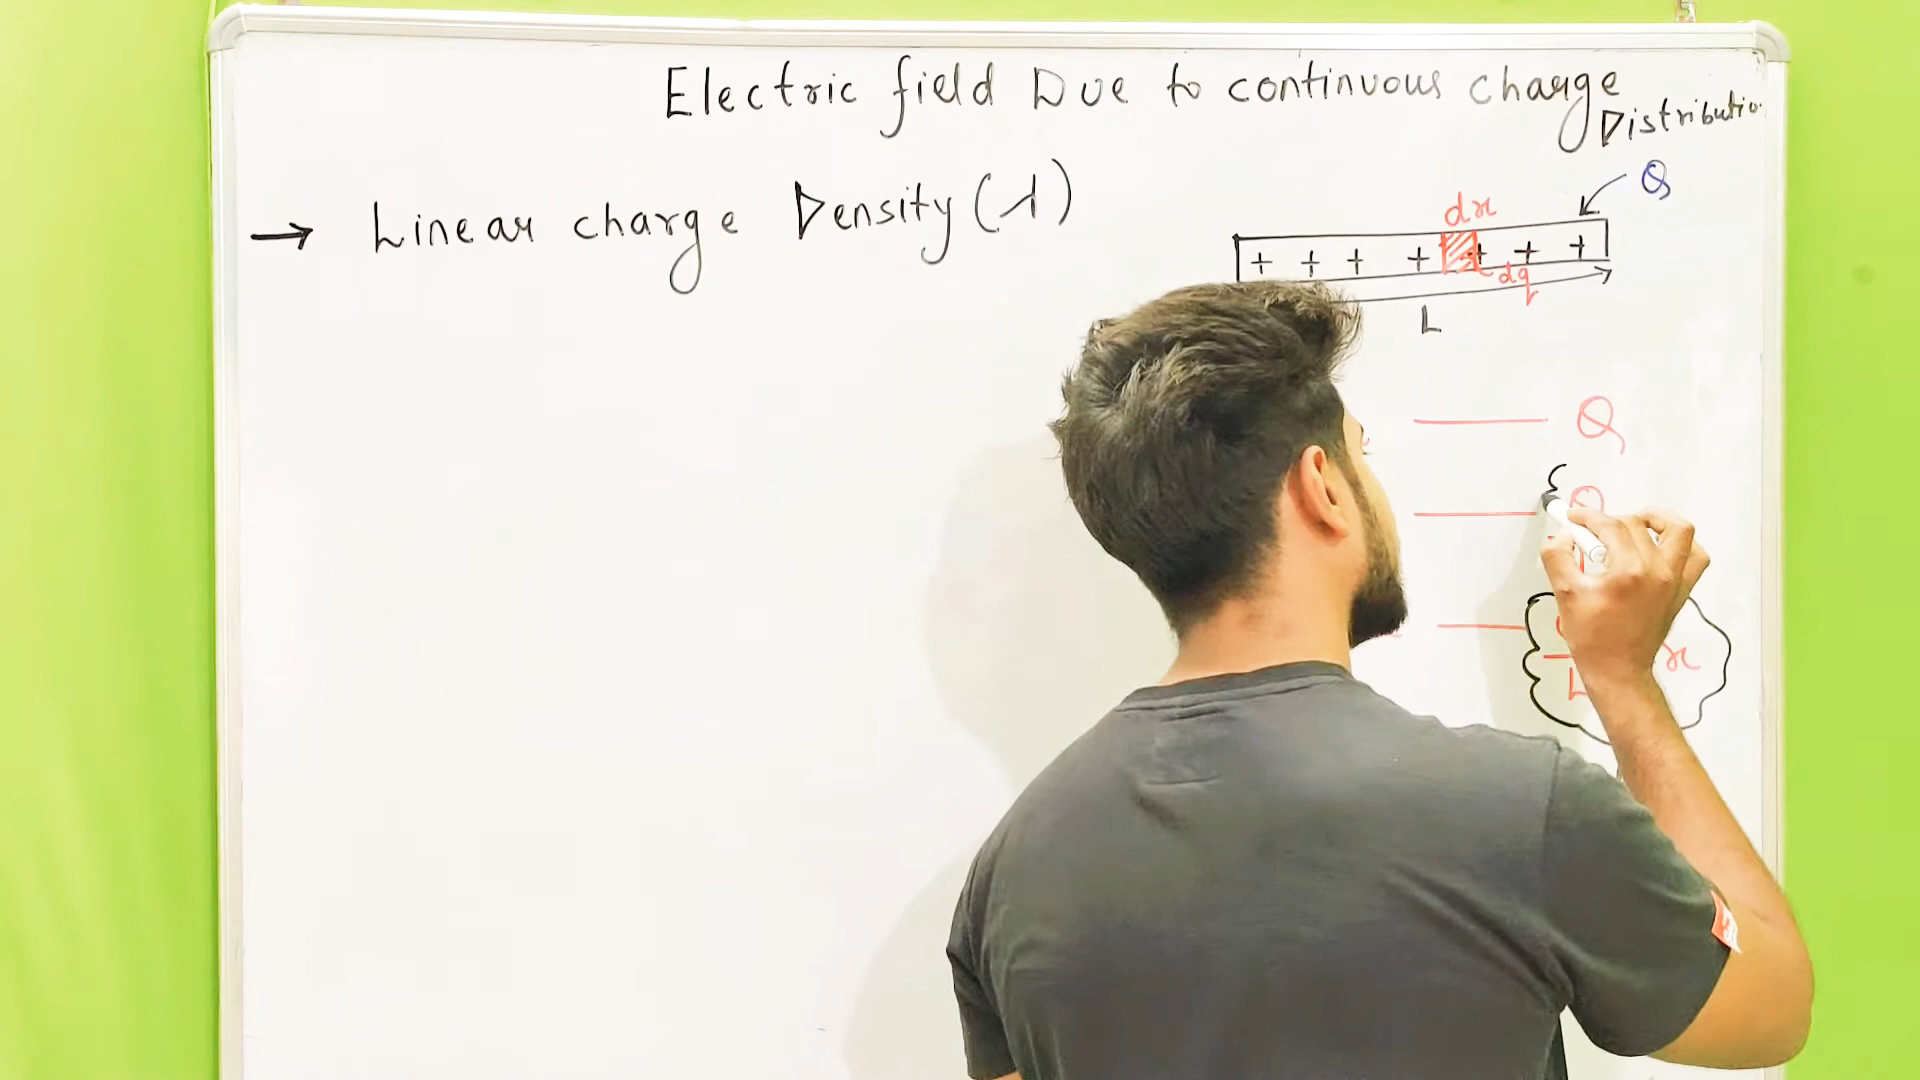 Electric field Due to continuous charge
Distributio
→ Linear charge Density (λ)
Q
dx
+ + + + + + +
dq
L
Q
Q
x
L